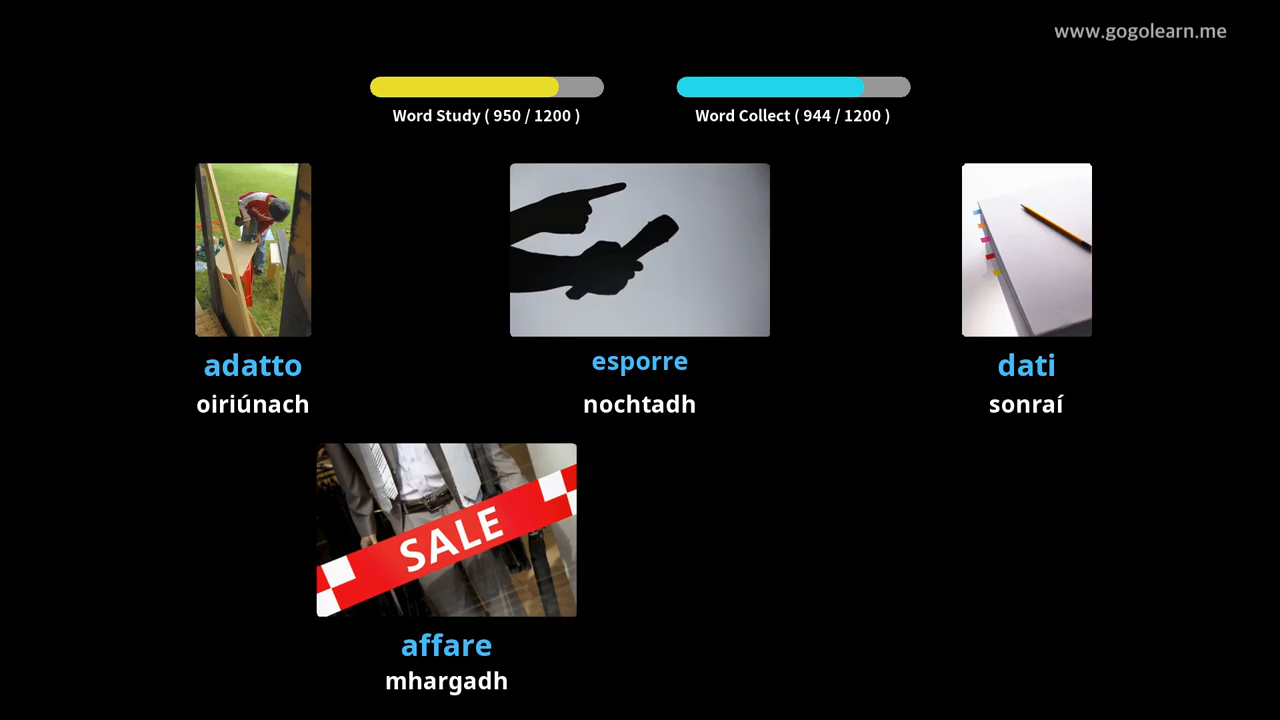 www.gogolearn.me
Word Study ( 950 / 1200 )
Word Collect ( 944 / 1200 )
adatto
oiriúnach
esporre
nochtadh
dati
sonraí
SALE
affare
mhargadh